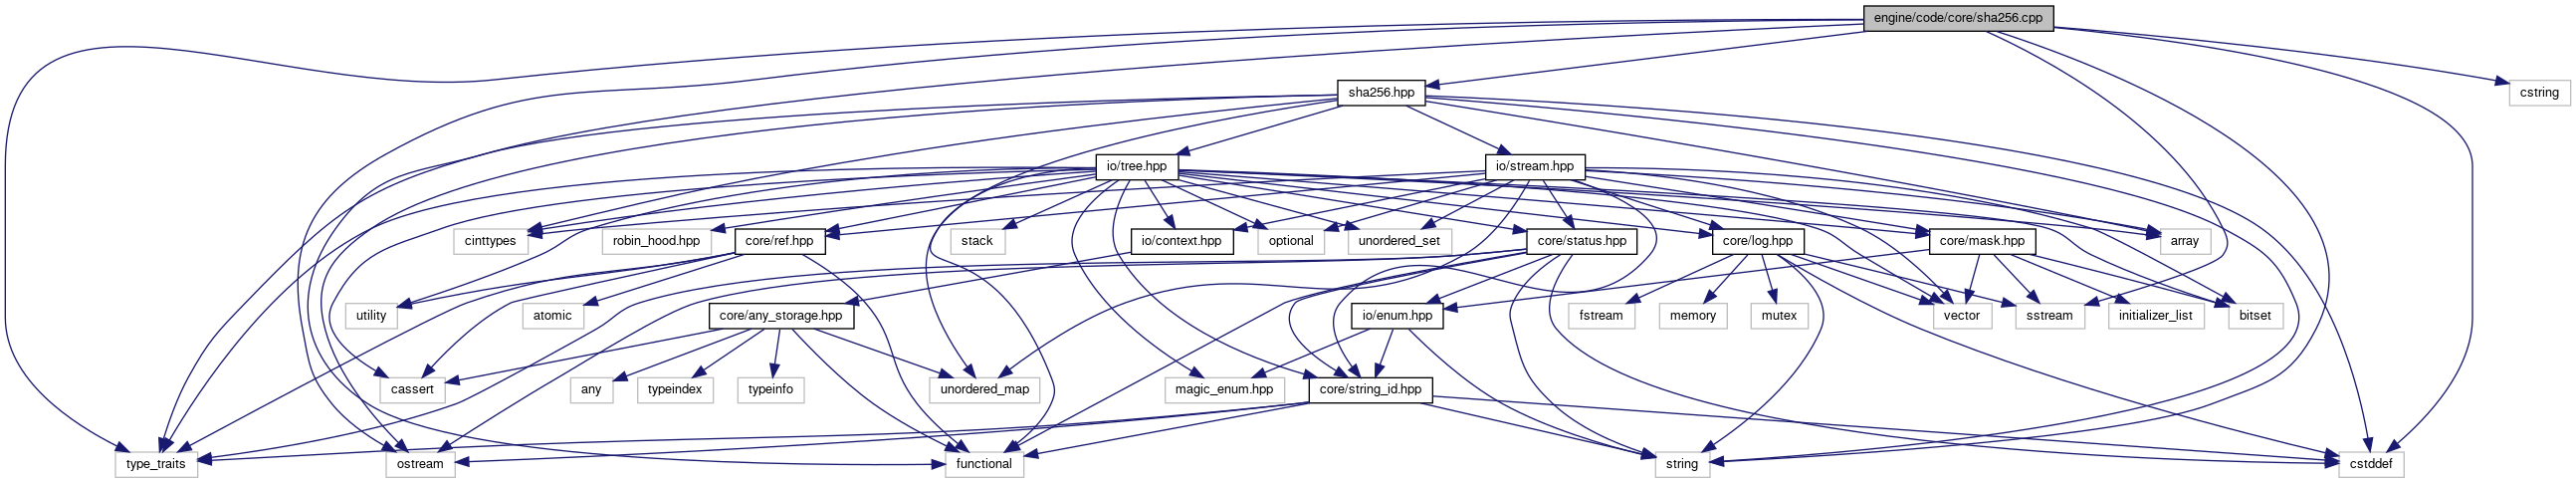 engine/code/core/sha256.cpp
sha256.hpp
cstring
io/tree.hpp
io/stream.hpp
cinttypes
robin_hood.hpp
core/ref.hpp
stack
io/context.hpp
optional
unordered_set
core/status.hpp
core/log.hpp
core/mask.hpp
array
utility
atomic
core/any_storage.hpp
fstream
io/enum.hpp
memory
mutex
vector
sstream
initializer_list
bitset
cassert
any
typeindex
typeinfo
unordered_map
magic_enum.hpp
core/string_id.hpp
type_traits
ostream
functional
string
cstddef